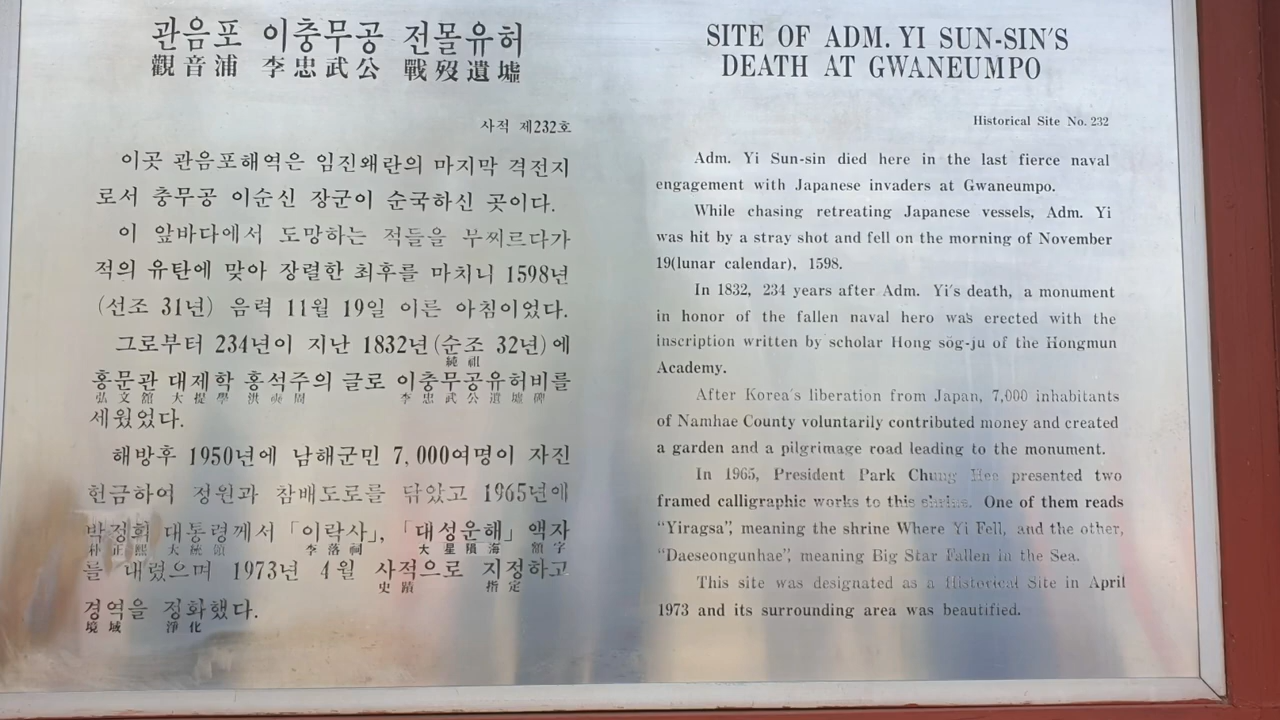 관음포 이충무공 전몰유허
觀音浦 李忠武公 戰歿遺墟
사적 제232호
이곳 관음포해역은 임진왜란의 마지막 격전지
로서 충무공 이순신 장군이 순국하신 곳이다.
이 앞바다에서 도망하는 적들을 무찌르다가
적의 유탄에 맞아 장렬한 최후를 마치니 1598년
(선조 31년) 음력 11월 19일 이른 아침이었다.
그로부터 234년이 지난 1832년(순조 32년)에
純祖
홍문관 대제학 홍석주의 글로 이충무공유허비를
弘文館 大提學 洪奭周 李忠武公遺墟碑
세웠었다.
해방후 1950년에 남해군민 7,000여명이 자진
헌금하여 정원과 참배도로를 닦았고 1965년에
박정희 대통령께서 「이락사」, 「대성운해」 액자
朴正熙 大統領 李落祠 大星隕海 額字
를 내렸으며 1973년 4월 사적으로 지정하고
史蹟 指定
경역을 정화했다.
境域 淨化
SITE OF ADM. YI SUN-SIN'S
DEATH AT GWANEUMPO
Historical Site No. 232
Adm. Yi Sun-sin died here in the last fierce naval
engagement with Japanese invaders at Gwaneumpo.
While chasing retreating Japanese vessels, Adm. Yi
was hit by a stray shot and fell on the morning of November
19(lunar calendar), 1598.
In 1832, 234 years after Adm. Yi's death, a monument
in honor of the fallen naval hero was erected with the
inscription written by scholar Hong sŏg-ju of the Hongmun
Academy.
After Korea's liberation from Japan, 7,000 inhabitants
of Namhae County voluntarily contributed money and created
a garden and a pilgrimage road leading to the monument.
In 1965, President Park Chung Hee presented two
framed calligraphic works to this shrine. One of them reads
"Yiragsa", meaning the shrine Where Yi Fell, and the other,
"Daeseongunhae", meaning Big Star Fallen in the Sea.
This site was designated as a Historical Site in April
1973 and its surrounding area was beautified.